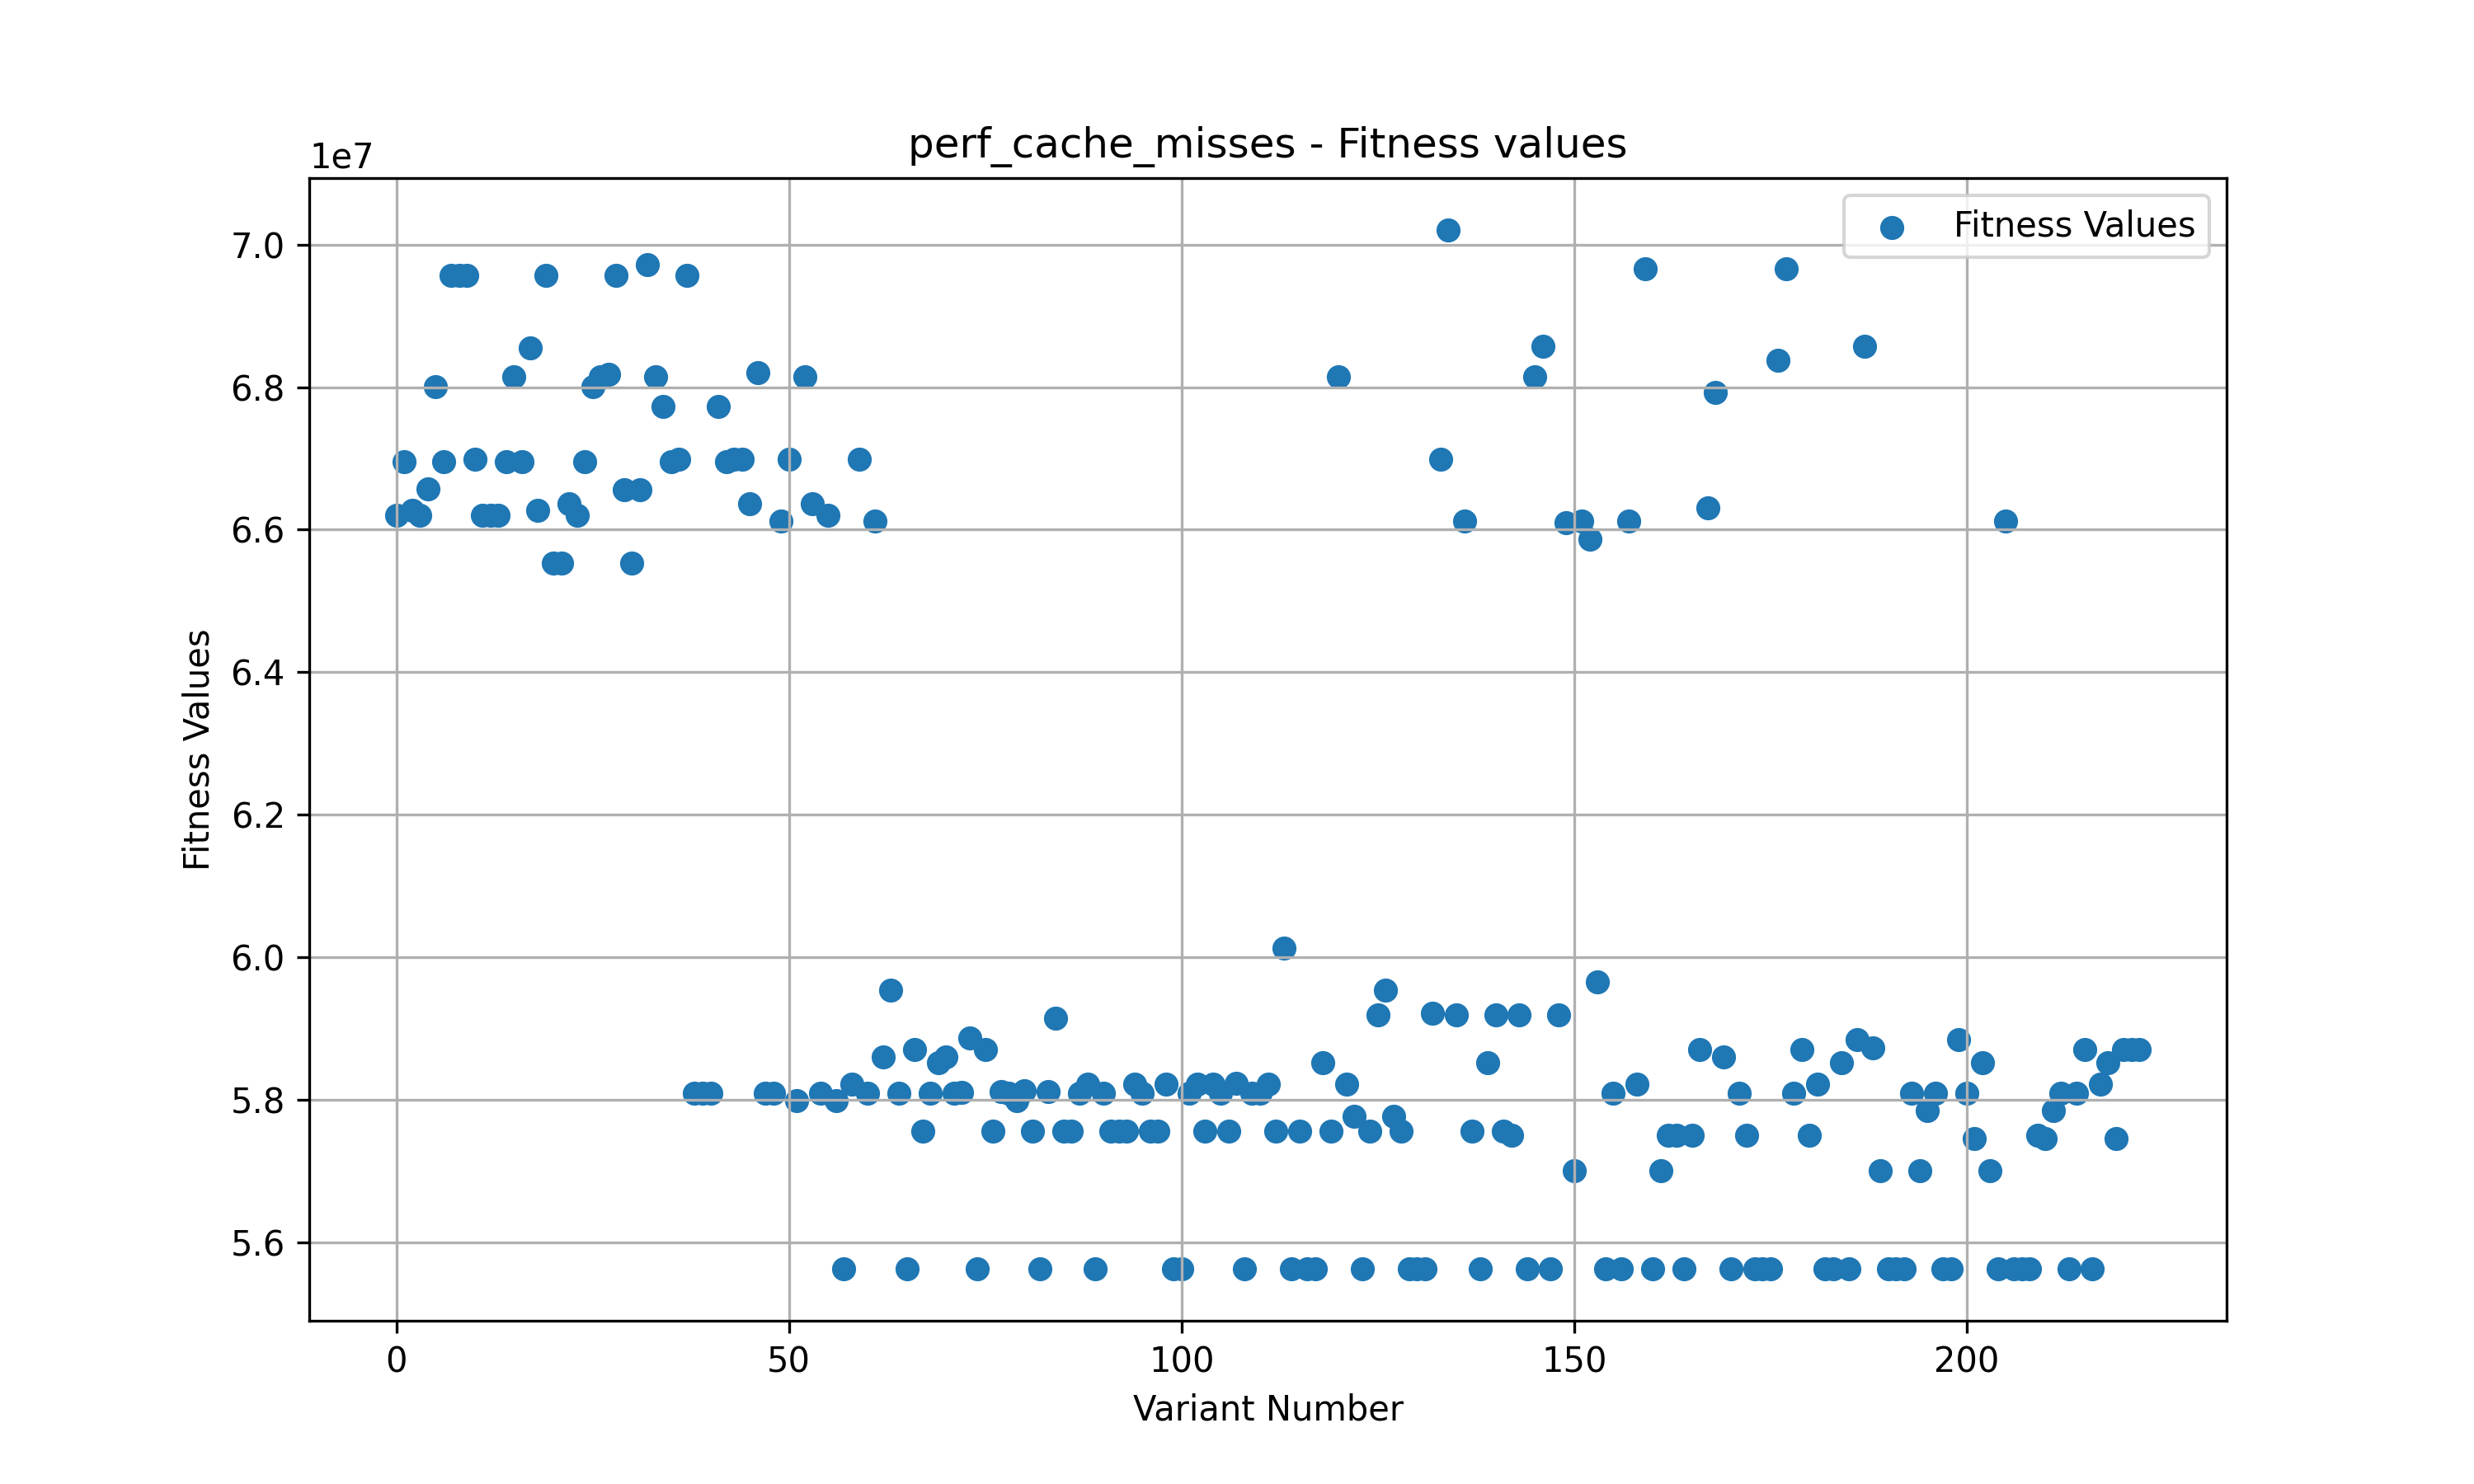 perf_cache_misses - Fitness values
1e7
Fitness Values
7.0
6.8
6.6
6.4
6.2
6.0
5.8
5.6
Fitness Values
0 50 100 150 200
Variant Number